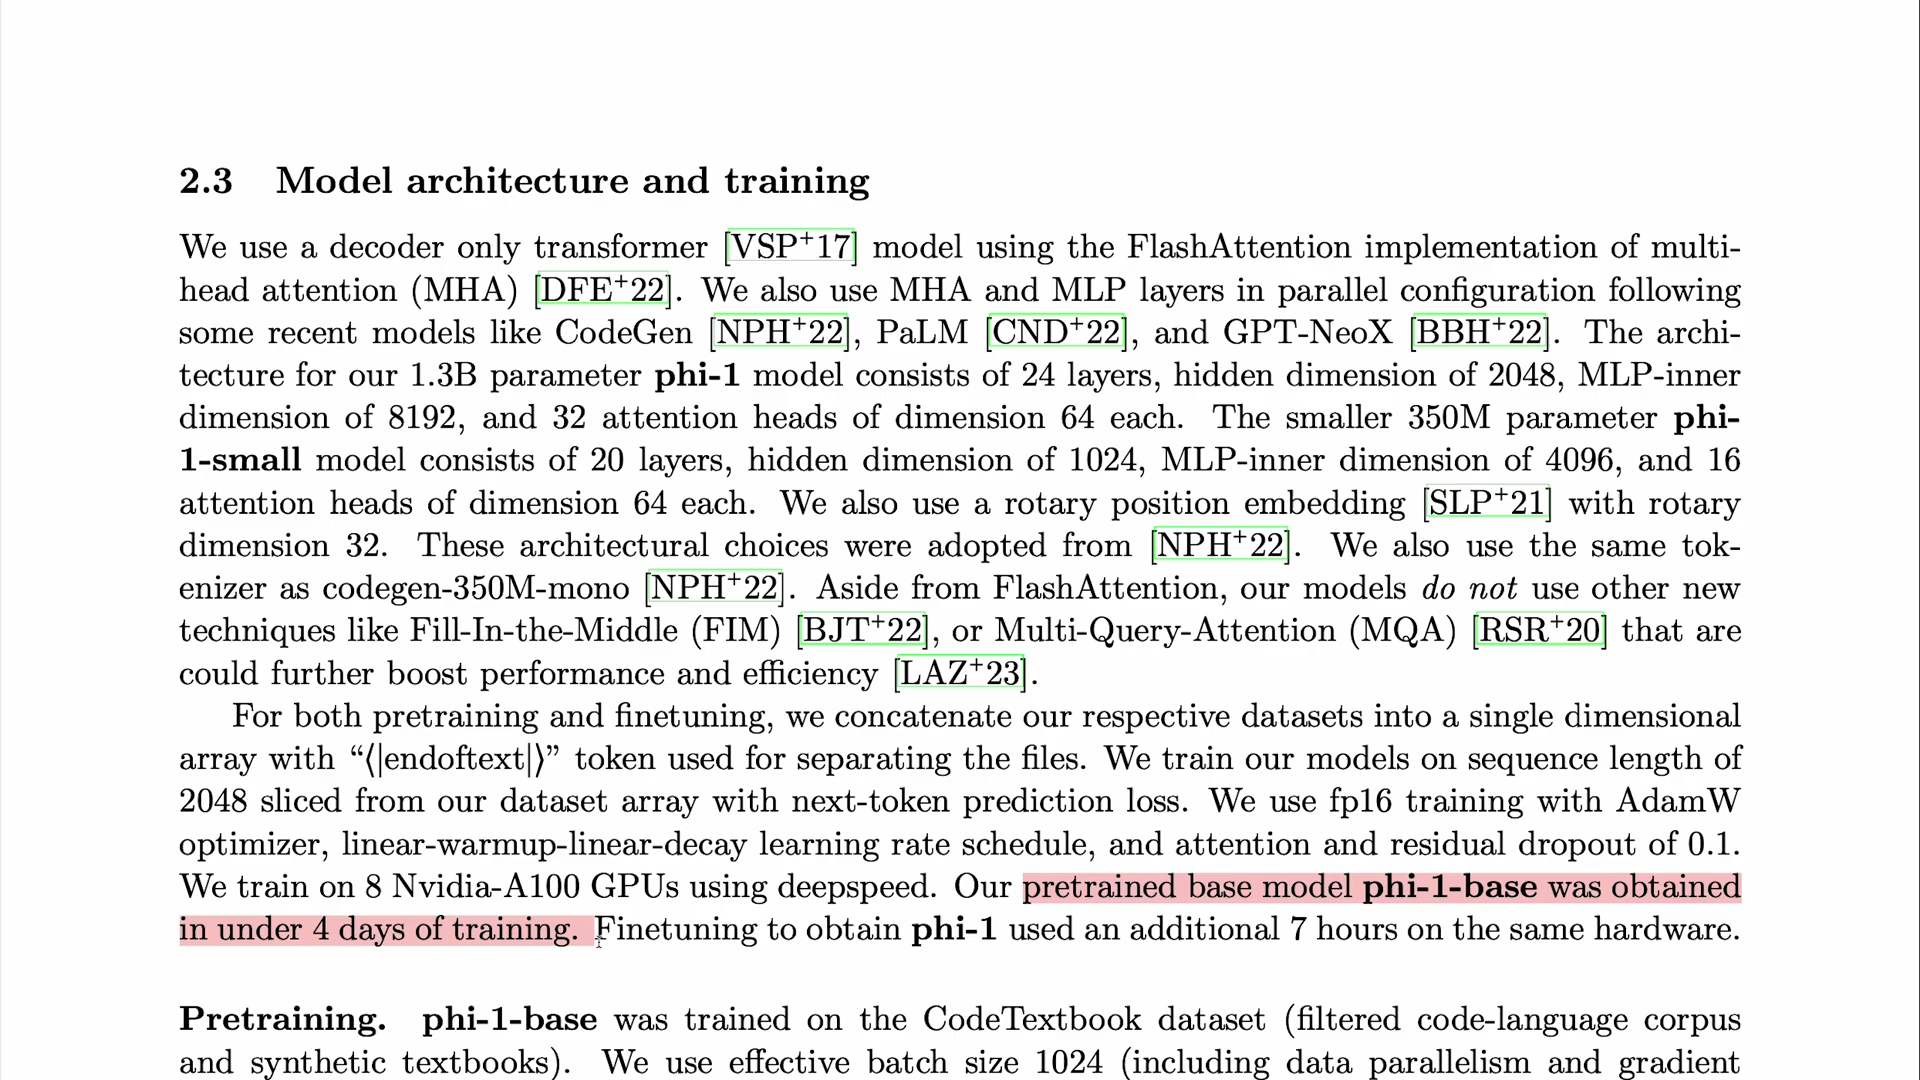 2.3 Model architecture and training
We use a decoder only transformer [VSP+17] model using the FlashAttention implementation of multi-
head attention (MHA) [DFE+22]. We also use MHA and MLP layers in parallel configuration following
some recent models like CodeGen [NPH+22], PaLM [CND+22], and GPT-NeoX [BBH+22]. The archi-
tecture for our 1.3B parameter phi-1 model consists of 24 layers, hidden dimension of 2048, MLP-inner
dimension of 8192, and 32 attention heads of dimension 64 each. The smaller 350M parameter phi-
1-small model consists of 20 layers, hidden dimension of 1024, MLP-inner dimension of 4096, and 16
attention heads of dimension 64 each. We also use a rotary position embedding [SLP+21] with rotary
dimension 32. These architectural choices were adopted from [NPH+22]. We also use the same tok-
enizer as codegen-350M-mono [NPH+22]. Aside from FlashAttention, our models do not use other new
techniques like Fill-In-the-Middle (FIM) [BJT+22], or Multi-Query-Attention (MQA) [RSR+20] that are
could further boost performance and efficiency [LAZ+23].
For both pretraining and finetuning, we concatenate our respective datasets into a single dimensional
array with “⟨|endoftext|⟩” token used for separating the files. We train our models on sequence length of
2048 sliced from our dataset array with next-token prediction loss. We use fp16 training with AdamW
optimizer, linear-warmup-linear-decay learning rate schedule, and attention and residual dropout of 0.1.
We train on 8 Nvidia-A100 GPUs using deepspeed. Our pretrained base model phi-1-base was obtained
in under 4 days of training. Finetuning to obtain phi-1 used an additional 7 hours on the same hardware.
Pretraining. phi-1-base was trained on the CodeTextbook dataset (filtered code-language corpus
and synthetic textbooks). We use effective batch size 1024 (including data parallelism and gradient